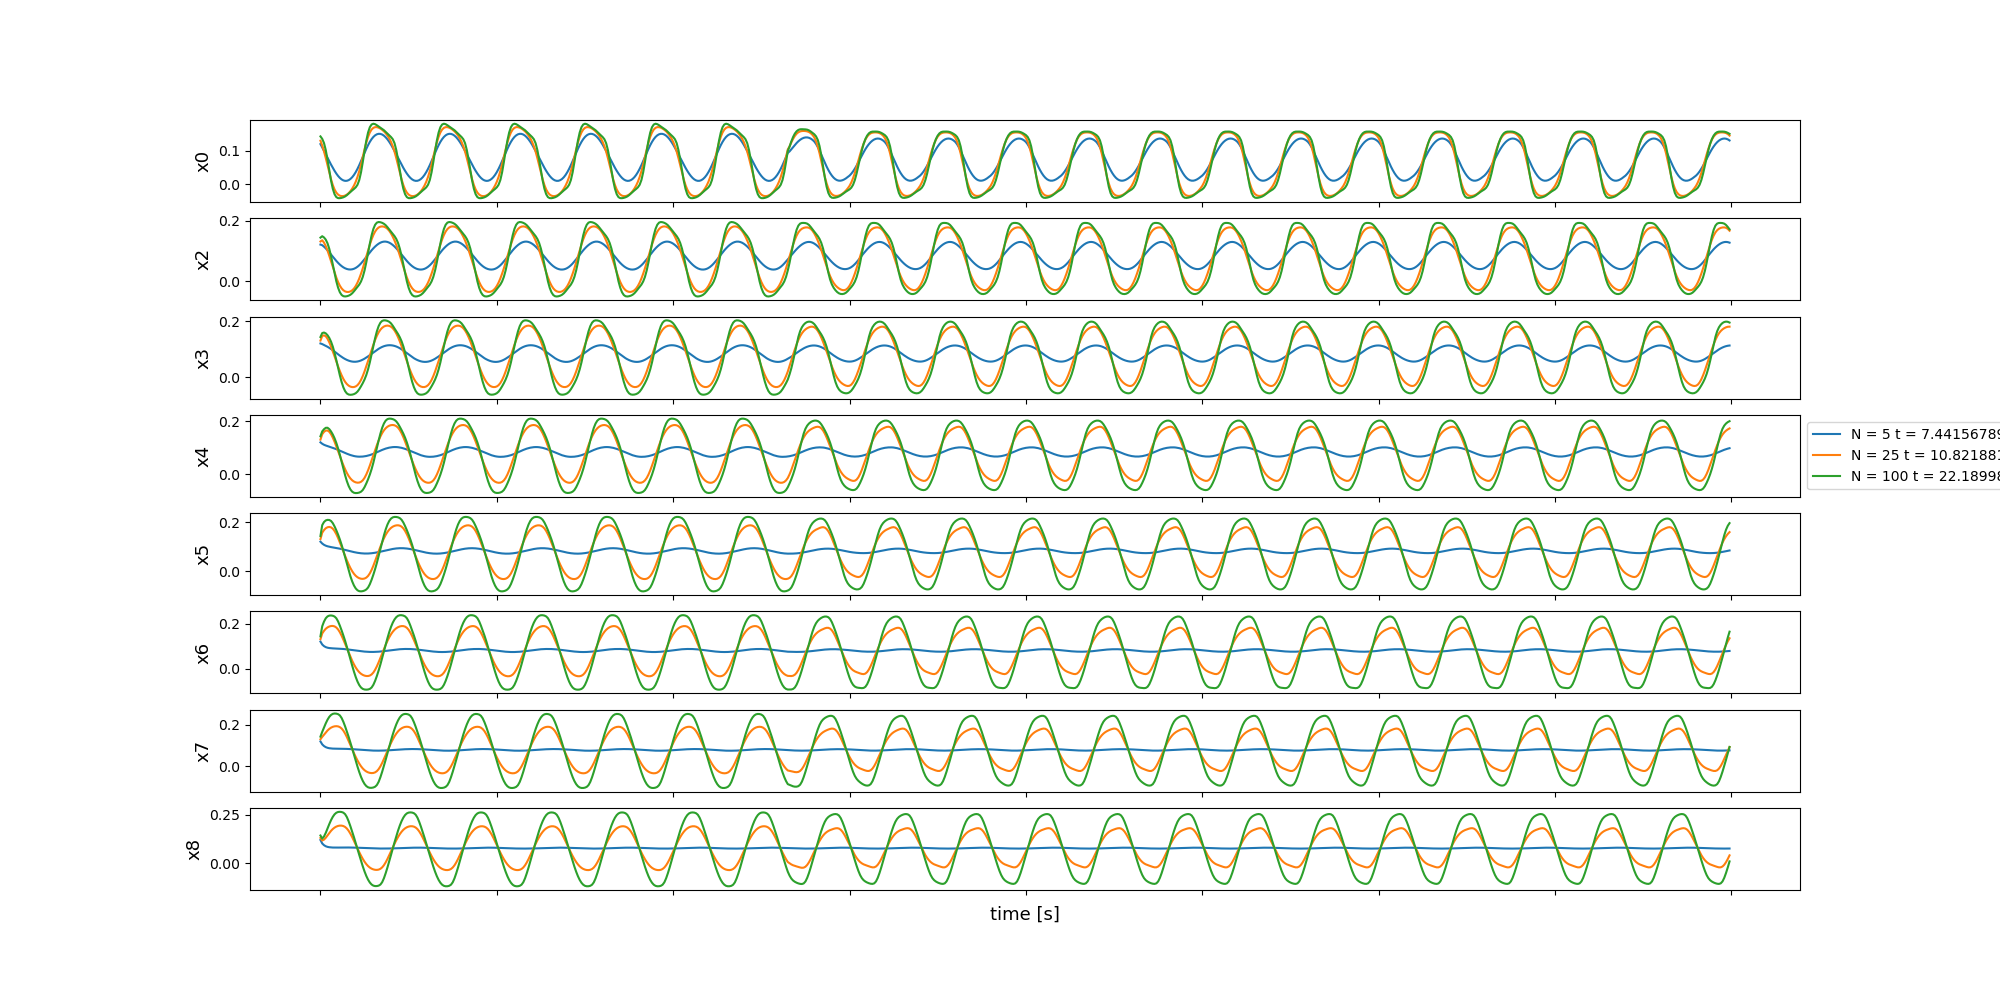 x0
0.1
0.0
x2
0.2
0.0
x3
0.2
0.0
x4
0.2
0.0
N = 5 t = 7.44156789
N = 25 t = 10.821881
N = 100 t = 22.18998
x5
0.2
0.0
x6
0.2
0.0
x7
0.2
0.0
x8
0.25
0.00
time [s]